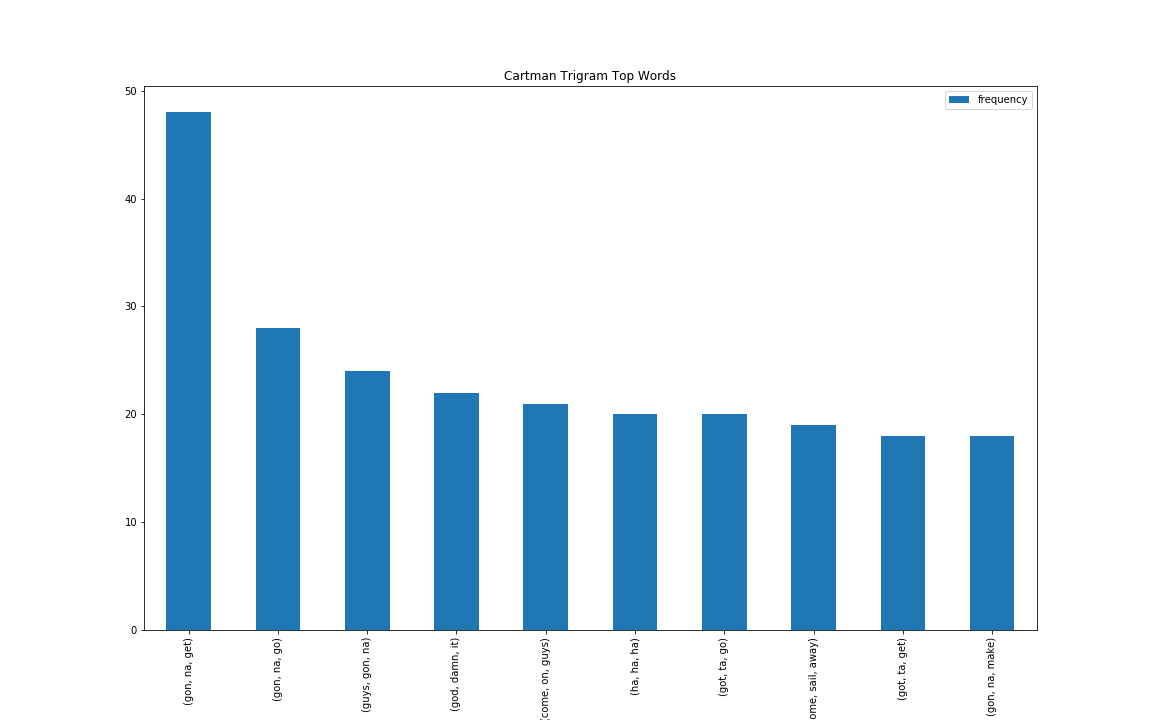 Cartman Trigram Top Words
frequency
50
40
30
20
10
0
(gon, na, get)
(gon, na, go)
(guys, gon, na)
(god, damn, it)
(come, on, guys)
(ha, ha, ha)
(got, ta, go)
ome, sail, away)
(got, ta, get)
(gon, na, make)